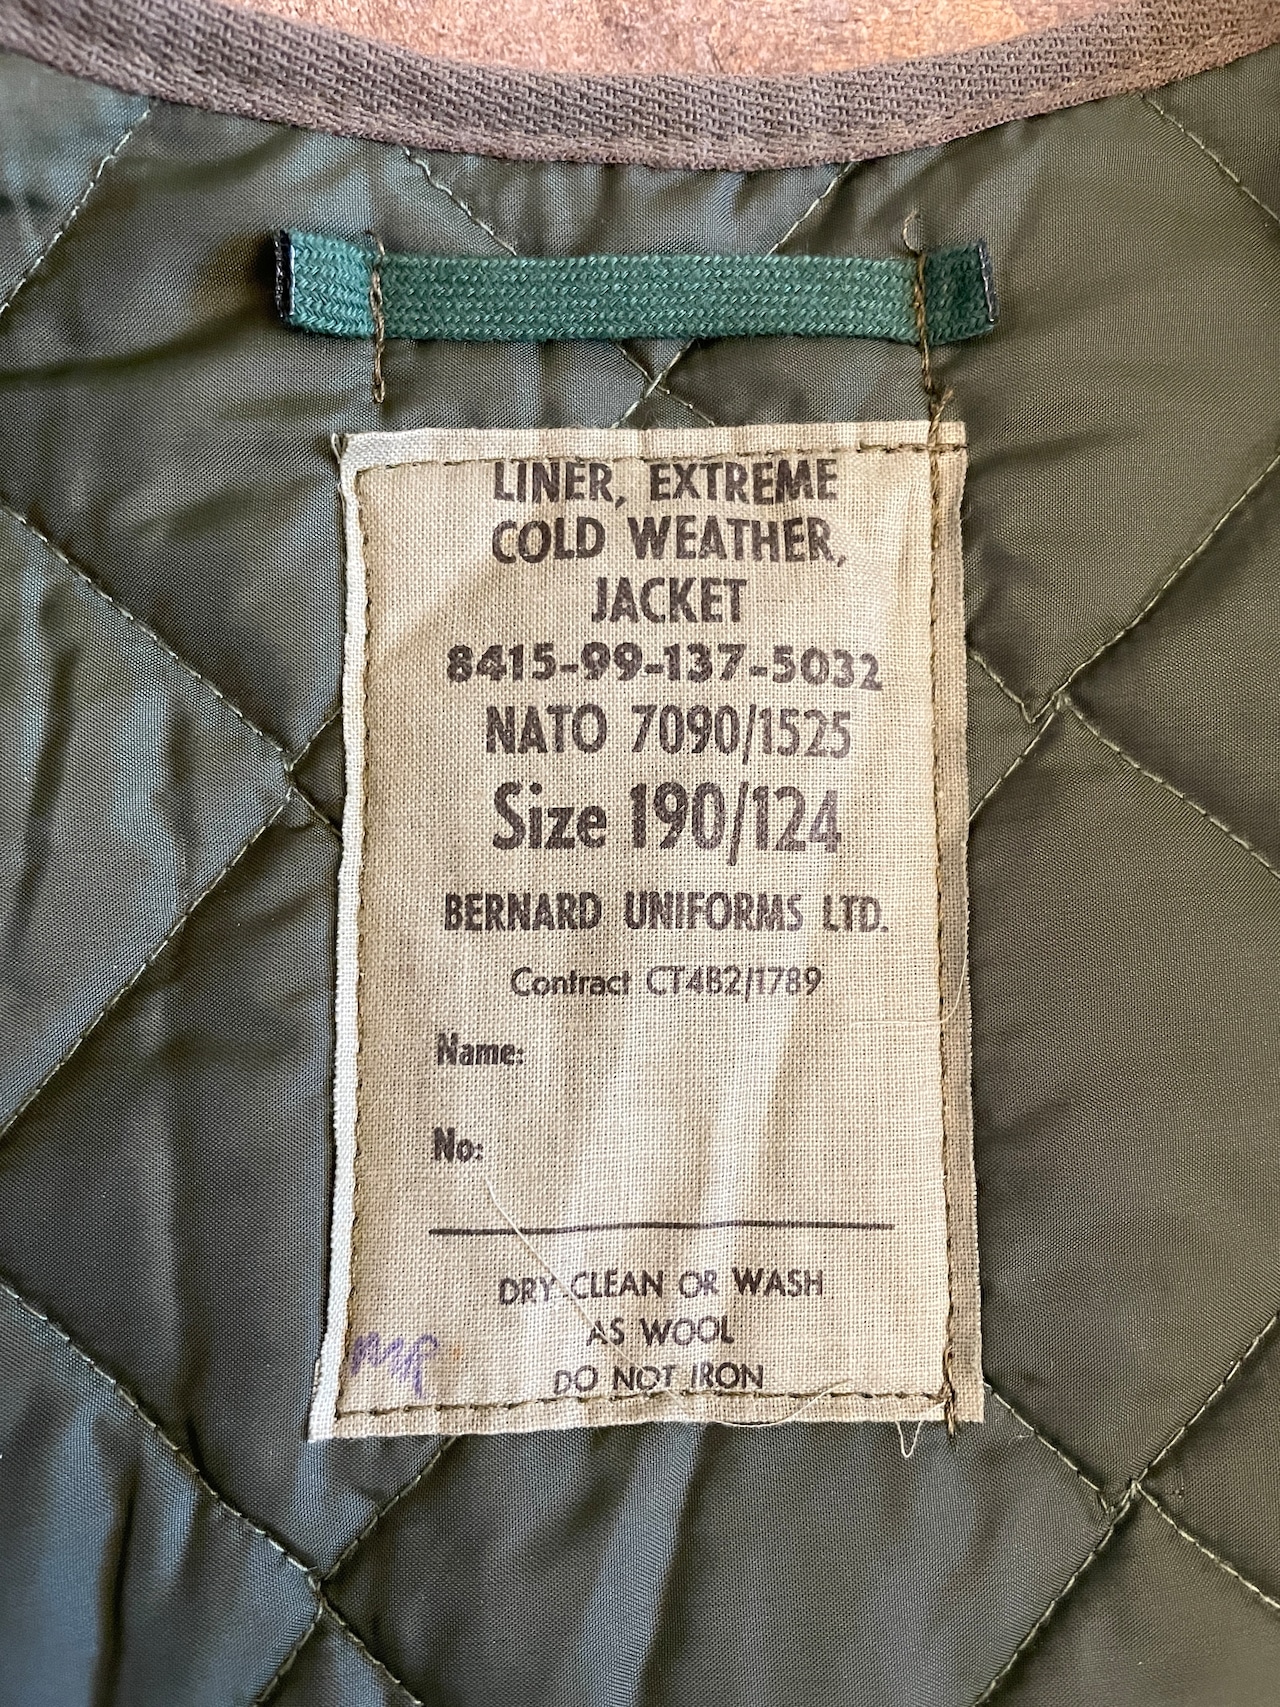 LINER, EXTREME
COLD WEATHER,
JACKET
8415-99-137-5032
NATO 7090/1525
Size 190/124
BERNARD UNIFORMS LTD.
Contract CT4B2/1789
Name:
No:
DRY CLEAN OR WASH
AS WOOL
DO NOT IRON